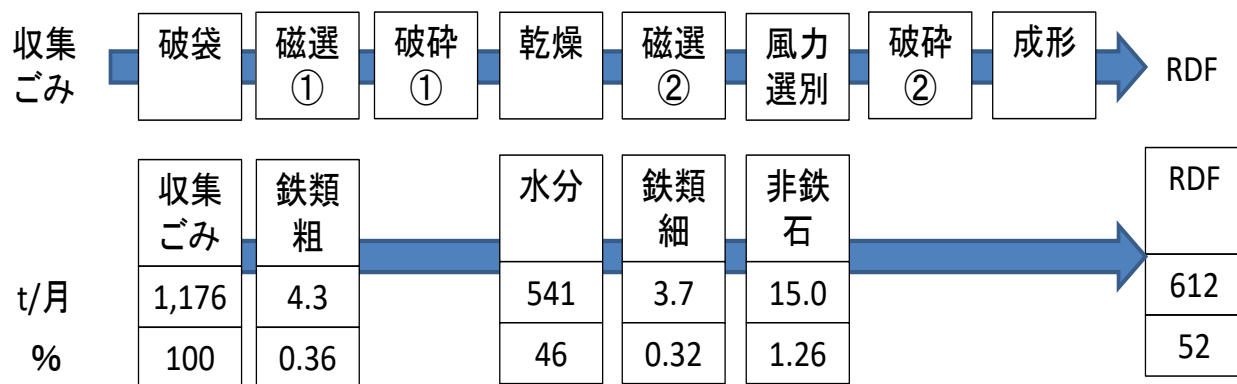 収集
ごみ
破袋
磁選
①
破砕
①
乾燥
磁選
②
風力
選別
破砕
②
成形
RDF
収集
ごみ
鉄類
粗
水分
鉄類
細
非鉄
石
RDF
t/月
1,176
4.3
541
3.7
15.0
612
%
100
0.36
46
0.32
1.26
52